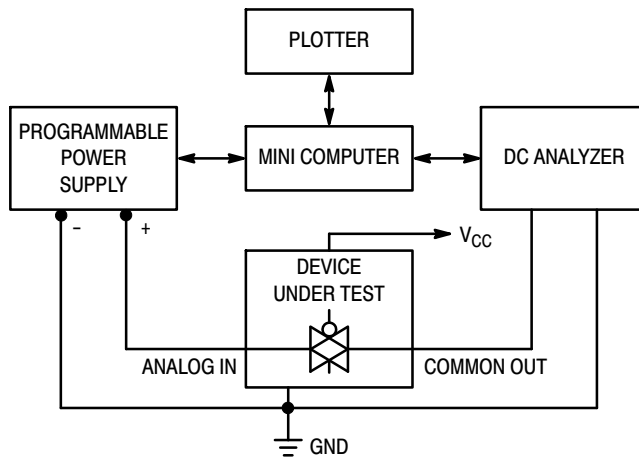 PLOTTER
PROGRAMMABLE
POWER
SUPPLY
MINI COMPUTER
DC ANALYZER
−
+
VCC
DEVICE
UNDER TEST
ANALOG IN
COMMON OUT
GND